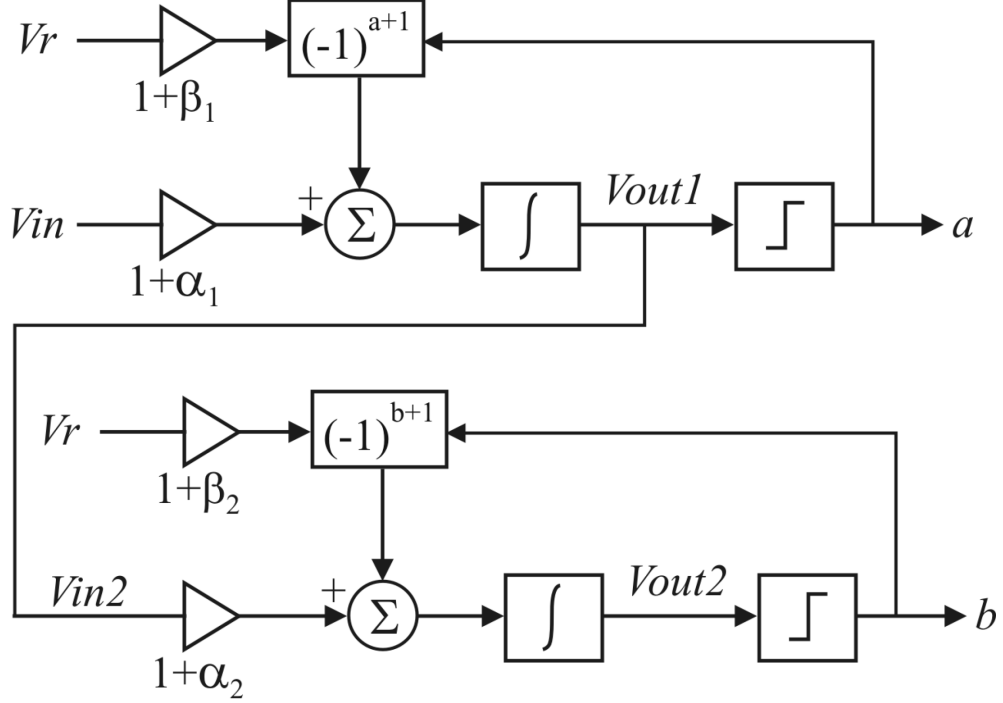 Vr
(-1)^{a+1}
1+β₁
Vin
+
Σ
∫
Vout1
a
1+α₁
Vr
(-1)^{b+1}
1+β₂
Vin2
+
Σ
∫
Vout2
b
1+α₂